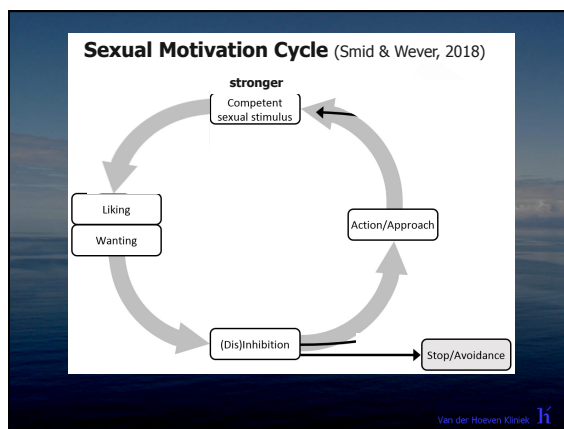 Sexual Motivation Cycle (Smid & Wever, 2018)
stronger
Competent
sexual stimulus
Liking
Wanting
Action/Approach
(Dis)Inhibition
Stop/Avoidance
Van der Hoeven Kliniek